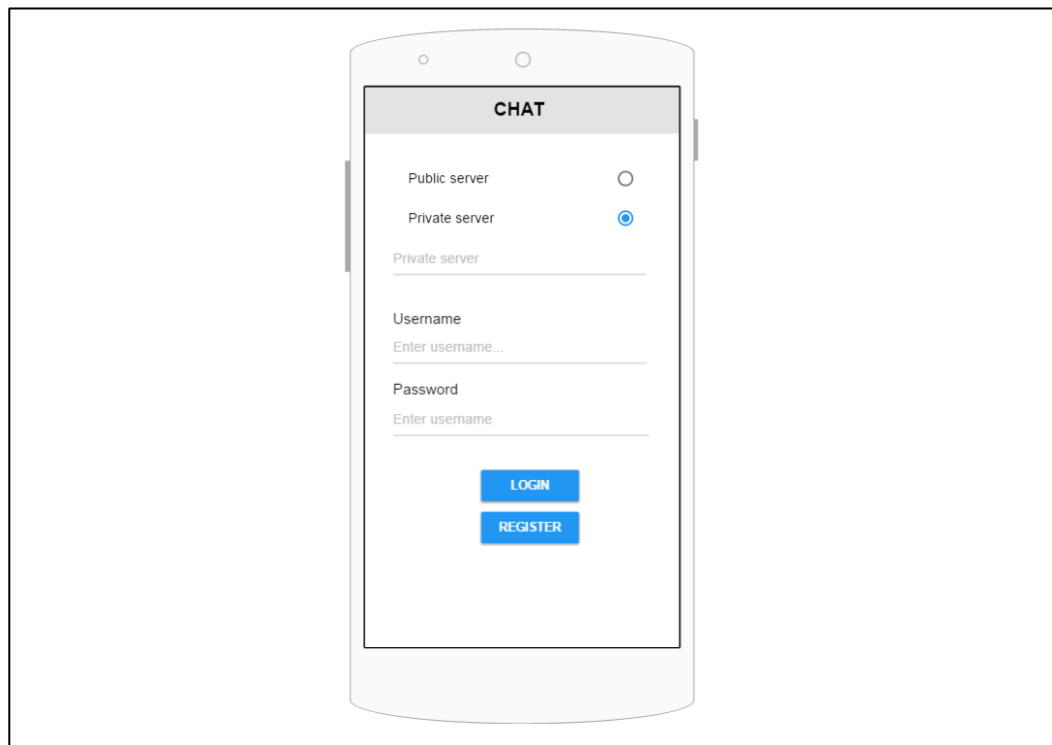 CHAT
Public server
Private server
Private server
Username
Enter username...
Password
Enter username
LOGIN
REGISTER